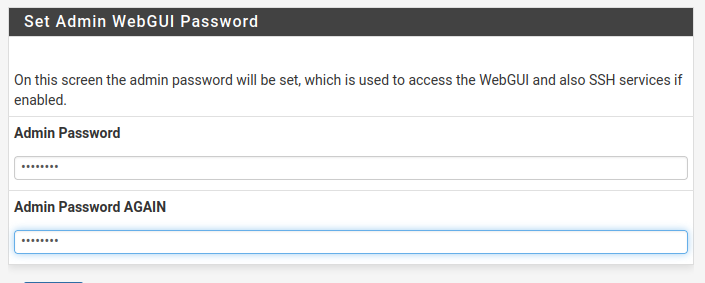 Set Admin WebGUI Password
On this screen the admin password will be set, which is used to access the WebGUI and also SSH services if
enabled.
Admin Password
••••••••
Admin Password AGAIN
••••••••